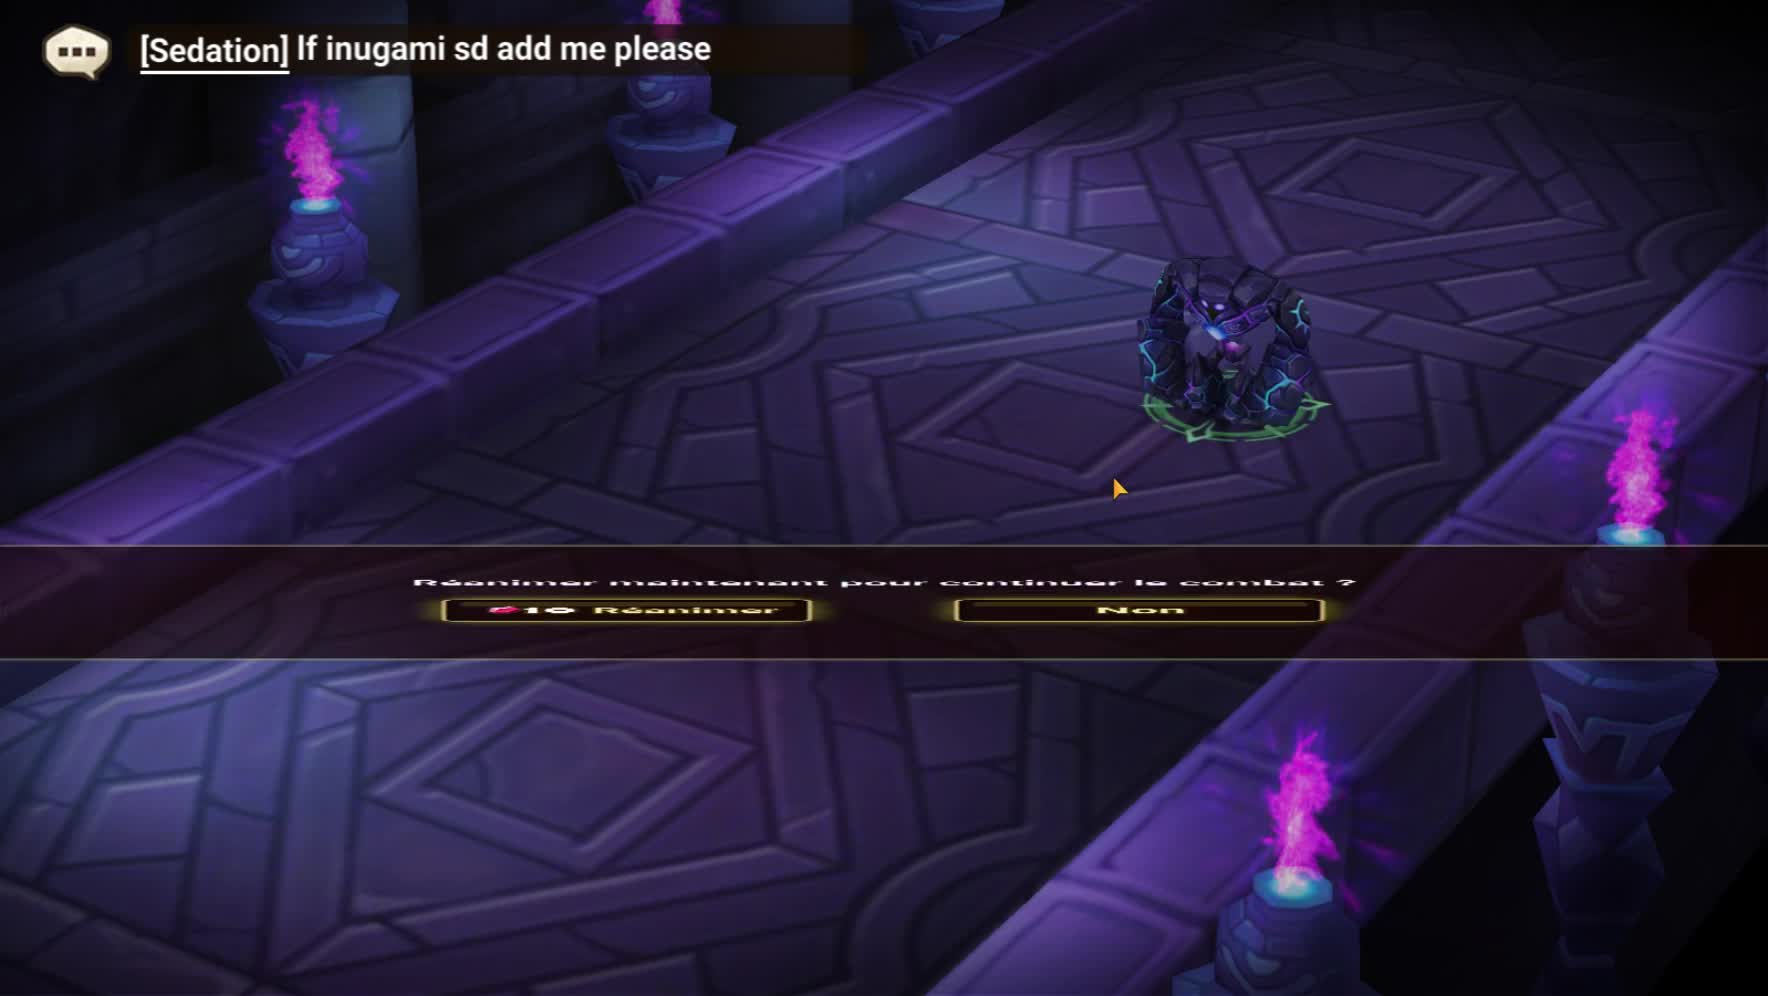 [Sedation] If inugami sd add me please
Réanimer maintenant pour continuer le combat ?
10 Réanimer
Non